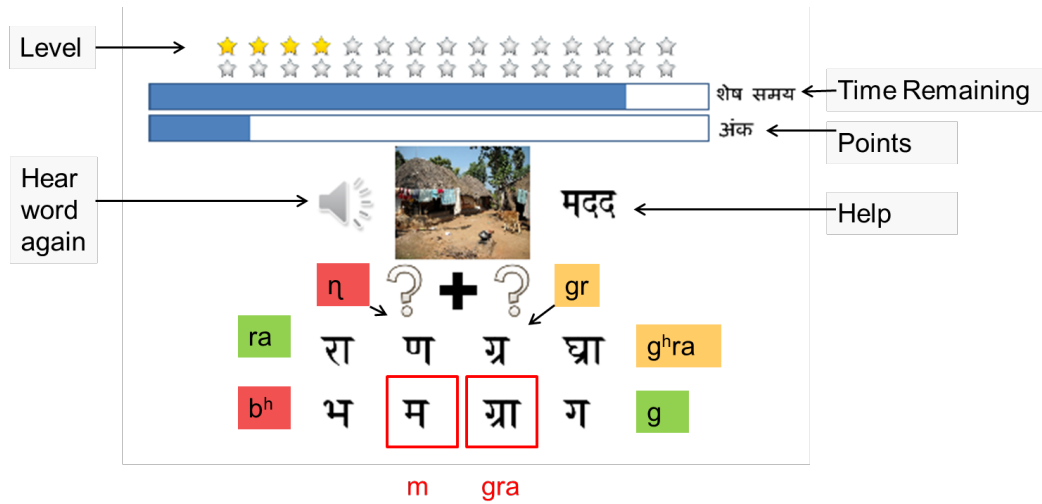 Level
शेष समय
Time Remaining
अंक
Points
Hear
word
again
मदद
Help
ɳ
? + ?
gr
ra
रा ण ग्र घ्रा
gʰra
bʰ
भ म ग्रा ग
g
m gra